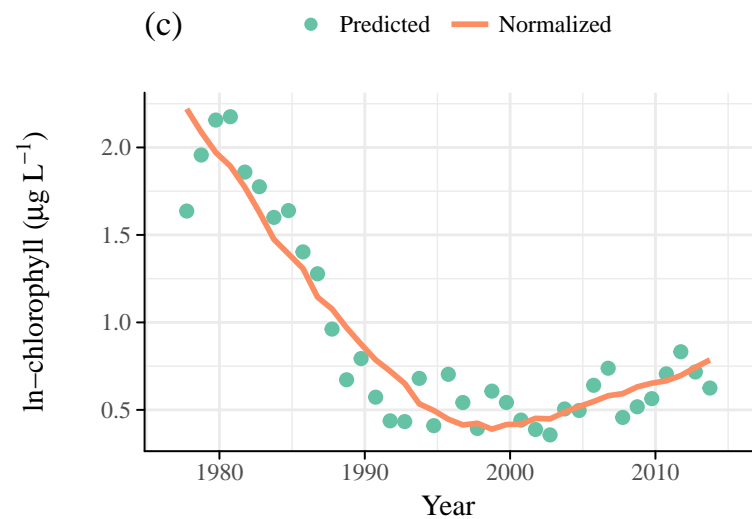 (c)
Predicted
Normalized
ln−chlorophyll (μg L⁻¹)
2.0
1.5
1.0
0.5
1980
1990
2000
2010
Year